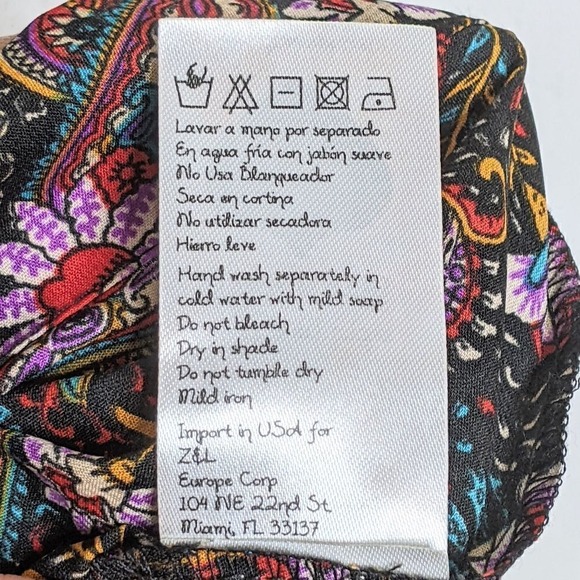 Lavar a mano por separado
En agua fría con jabón suave
No Usa Blanqueador
Seca en cortina
No utilizar secadora
Hierro leve
Hand wash separately in
cold water with mild soap
Do not bleach
Dry in shade
Do not tumble dry
Mild iron
Import in USA for
Z&L
Europe Corp
104 NE 22nd St
Miami, FL 33137